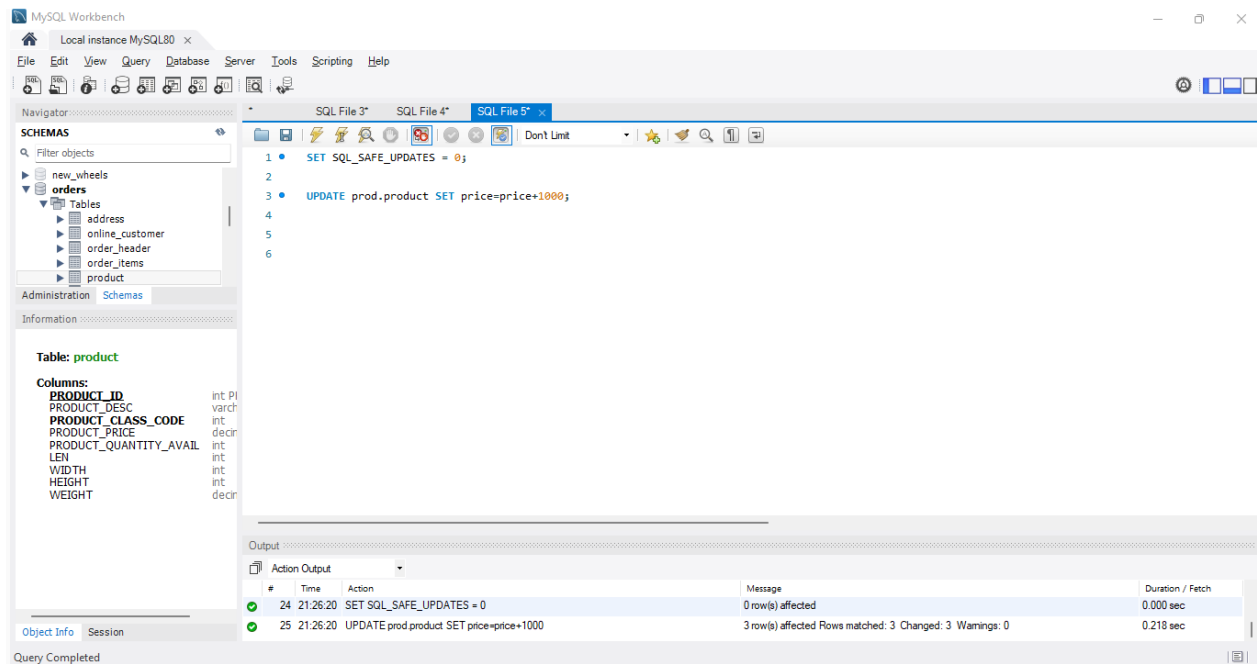 MySQL Workbench
Local instance MySQL80
File Edit View Query Database Server Tools Scripting Help
Navigator
SQL File 3* SQL File 4* SQL File 5*
SCHEMAS
Filter objects
Don't Limit
new_wheels
orders
Tables
address
online_customer
order_header
order_items
product
1 SET SQL_SAFE_UPDATES = 0;
2
3 UPDATE prod.product SET price=price+1000;
4
5
6
Administration Schemas
Information
Table: product
Columns:
PRODUCT_ID int P
PRODUCT_DESC varch
PRODUCT_CLASS_CODE int
PRODUCT_PRICE decin
PRODUCT_QUANTITY_AVAIL int
LEN int
WIDTH int
HEIGHT int
WEIGHT decin
Output
Action Output
# Time Action Message Duration / Fetch
24 21:26:20 SET SQL_SAFE_UPDATES = 0 0 row(s) affected 0.000 sec
25 21:26:20 UPDATE prod.product SET price=price+1000 3 row(s) affected Rows matched: 3 Changed: 3 Warnings: 0 0.218 sec
Object Info Session
Query Completed